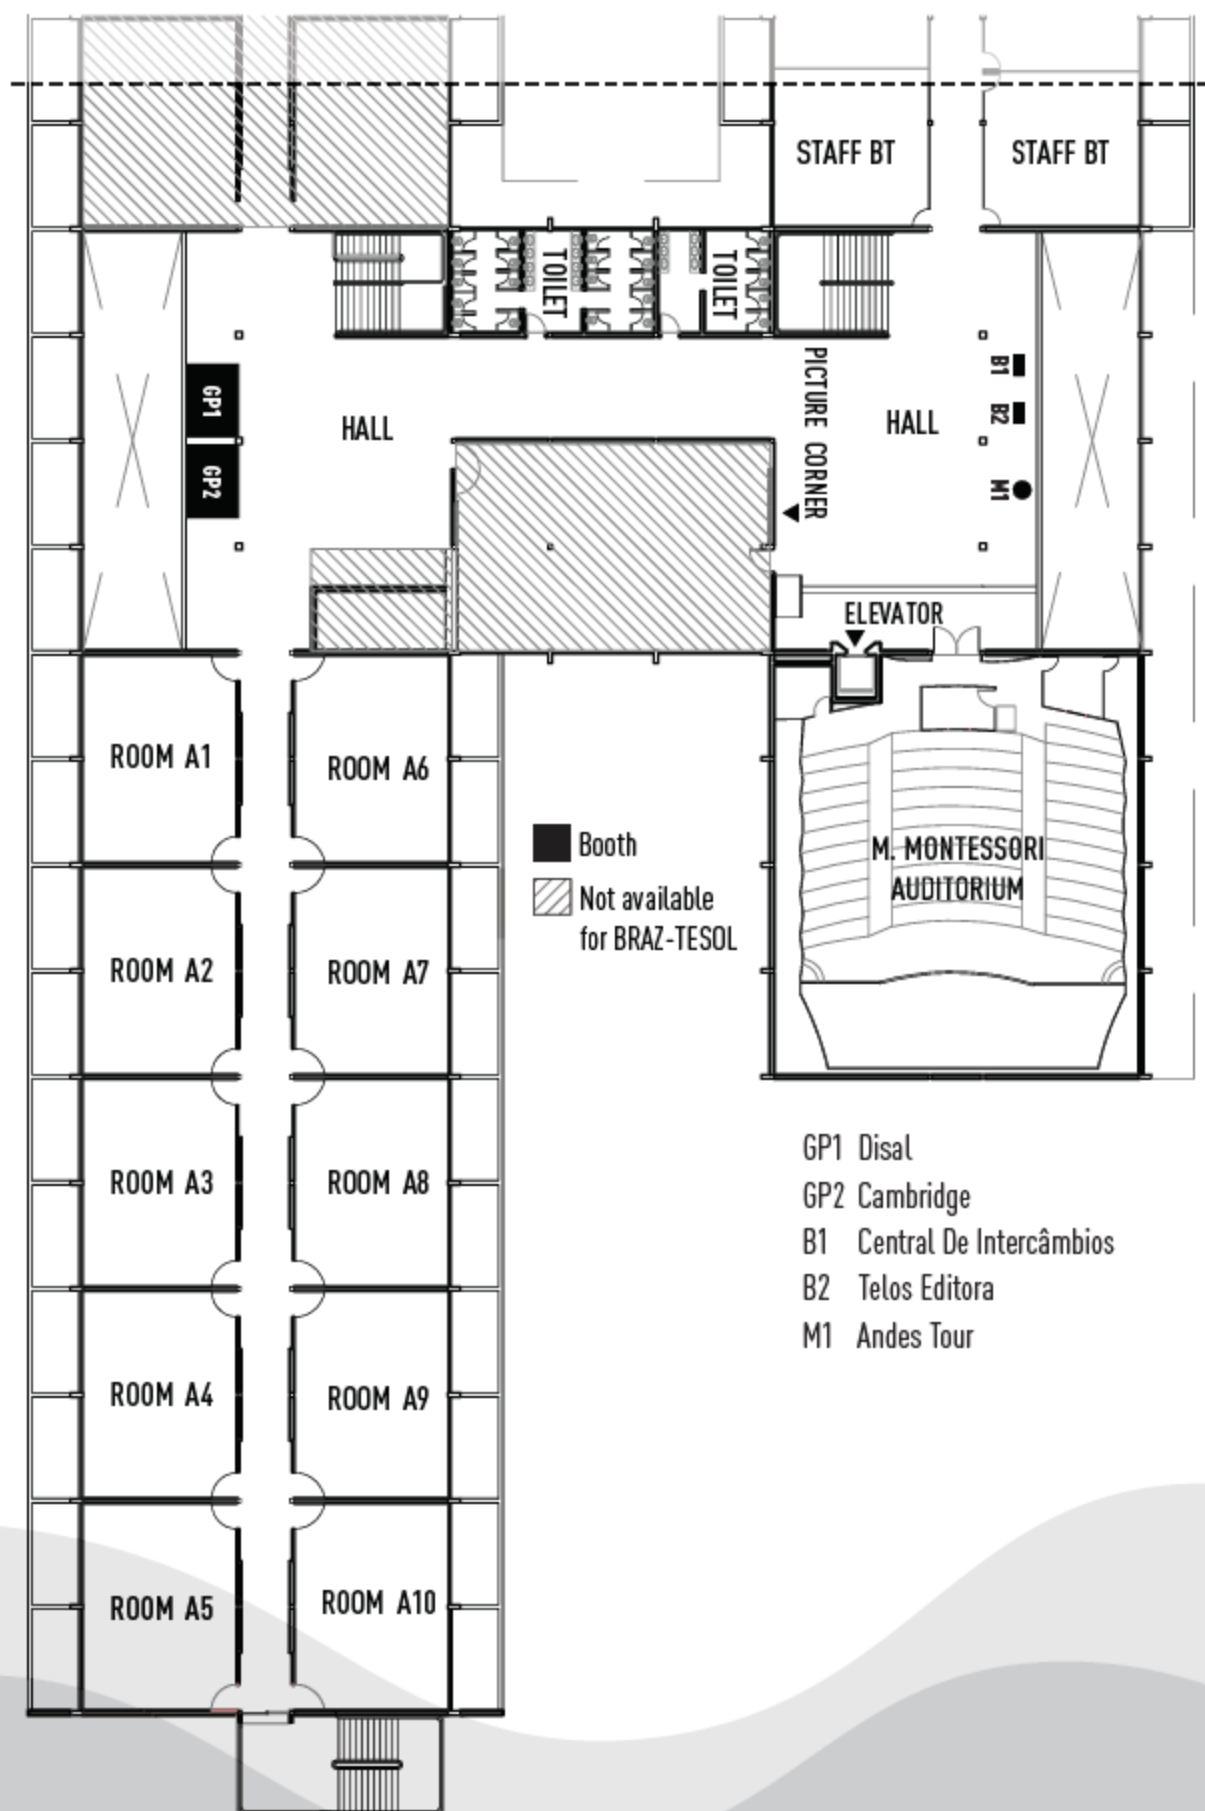 STAFF BT
STAFF BT
TOILET
TOILET
GP1
GP2
HALL
PICTURE CORNER
HALL
B1
B2
M1
ELEVATOR
ROOM A1
ROOM A6
Booth
Not available
for BRAZ-TESOL
M. MONTESSORI
AUDITORIUM
ROOM A2
ROOM A7
ROOM A3
ROOM A8
GP1 Disal
GP2 Cambridge
B1 Central De Intercâmbios
B2 Telos Editora
M1 Andes Tour
ROOM A4
ROOM A9
ROOM A5
ROOM A10